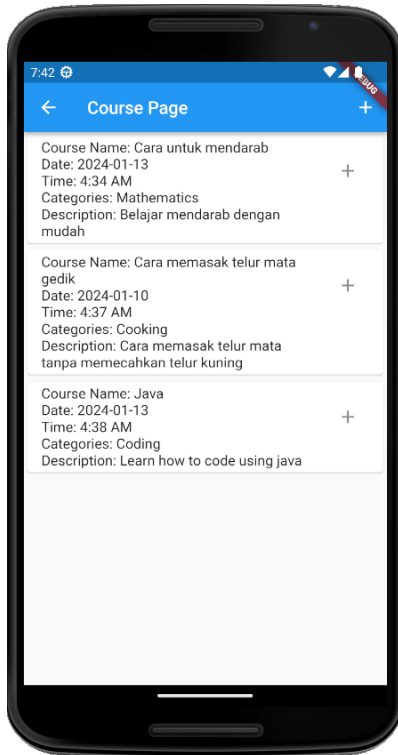 7:42
DEBUG
Course Page
Course Name: Cara untuk mendarab
Date: 2024-01-13
Time: 4:34 AM
Categories: Mathematics
Description: Belajar mendarab dengan
mudah
Course Name: Cara memasak telur mata
gedik
Date: 2024-01-10
Time: 4:37 AM
Categories: Cooking
Description: Cara memasak telur mata
tanpa memecahkan telur kuning
Course Name: Java
Date: 2024-01-13
Time: 4:38 AM
Categories: Coding
Description: Learn how to code using java